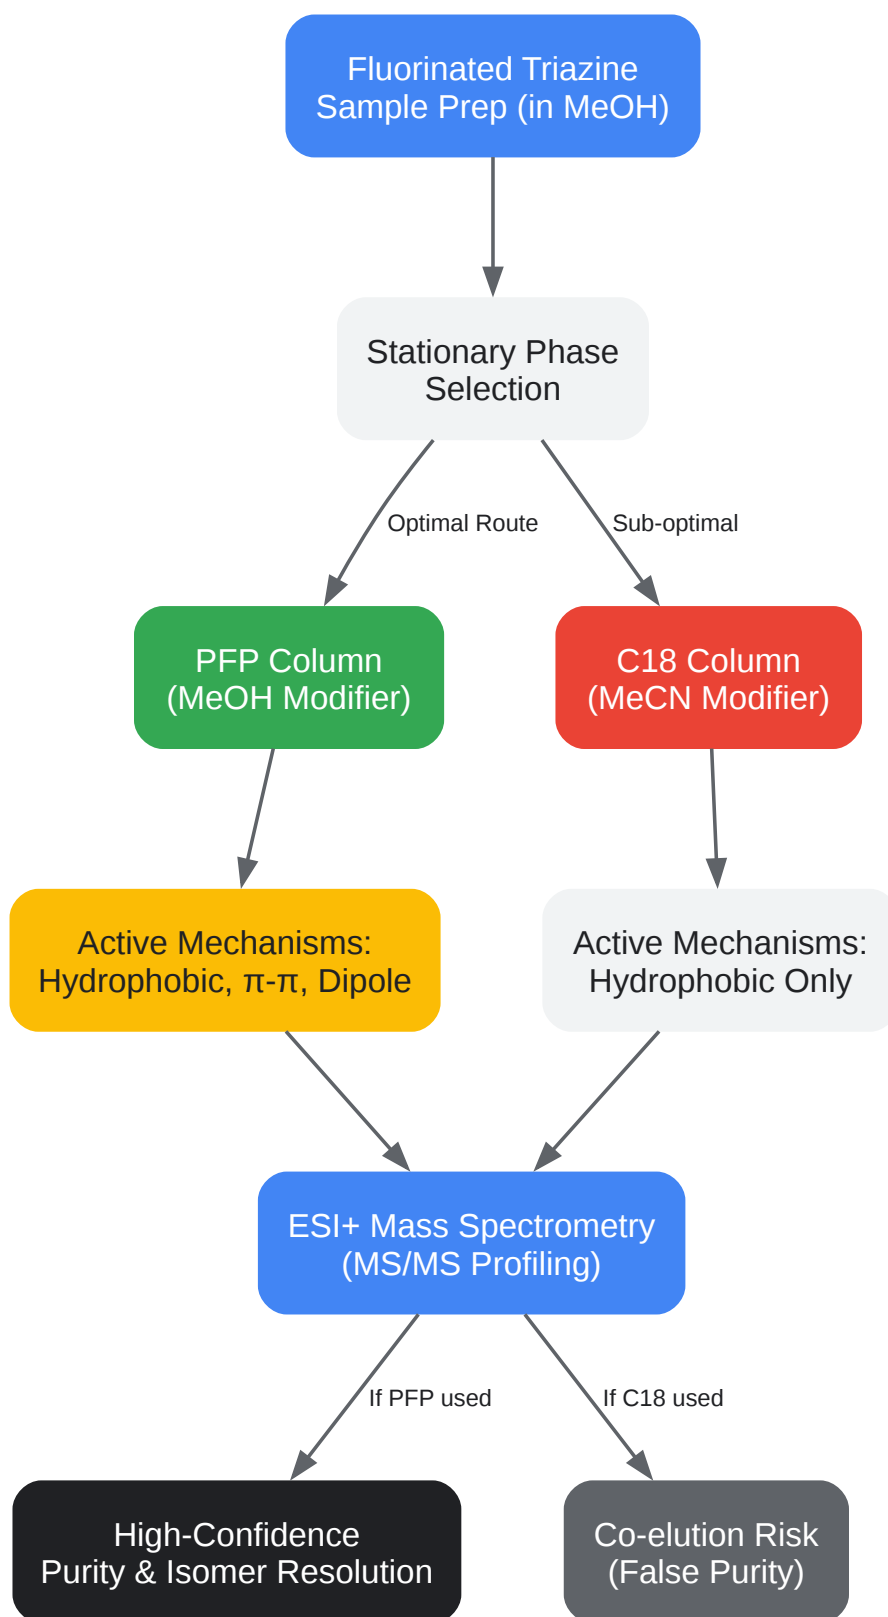 Fluorinated Triazine
Sample Prep (in MeOH)
Stationary Phase
Selection
Optimal Route
Sub-optimal
PFP Column
(MeOH Modifier)
C18 Column
(MeCN Modifier)
Active Mechanisms:
Hydrophobic, π-π, Dipole
Active Mechanisms:
Hydrophobic Only
ESI+ Mass Spectrometry
(MS/MS Profiling)
If PFP used
If C18 used
High-Confidence
Purity & Isomer Resolution
Co-elution Risk
(False Purity)